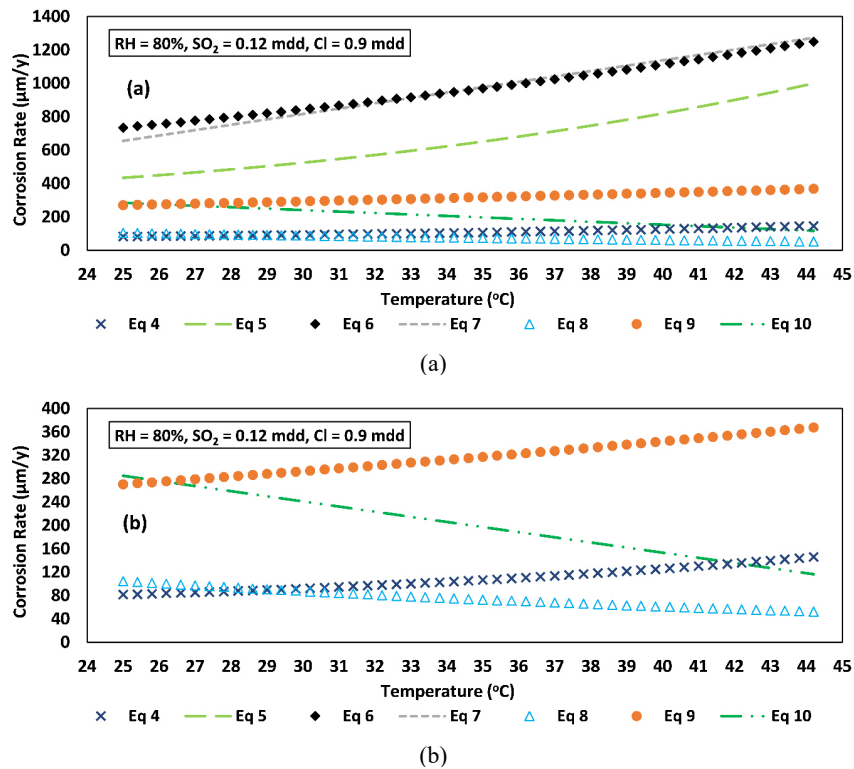 (a)
1400
1200
1000
800
600
400
200
0
Corrosion Rate (µm/y)
RH = 80%, SO2 = 0.12 mdd, Cl = 0.9 mdd
(a)
24 25 26 27 28 29 30 31 32 33 34 35 36 37 38 39 40 41 42 43 44 45
Temperature (oC)
Eq 4 Eq 5 Eq 6 Eq 7 Eq 8 Eq 9 Eq 10
(a)
400
360
320
280
240
200
160
120
80
40
0
Corrosion Rate (µm/y)
RH = 80%, SO2 = 0.12 mdd, Cl = 0.9 mdd
(b)
24 25 26 27 28 29 30 31 32 33 34 35 36 37 38 39 40 41 42 43 44 45
Temperature (oC)
Eq 4 Eq 5 Eq 6 Eq 7 Eq 8 Eq 9 Eq 10
(b)